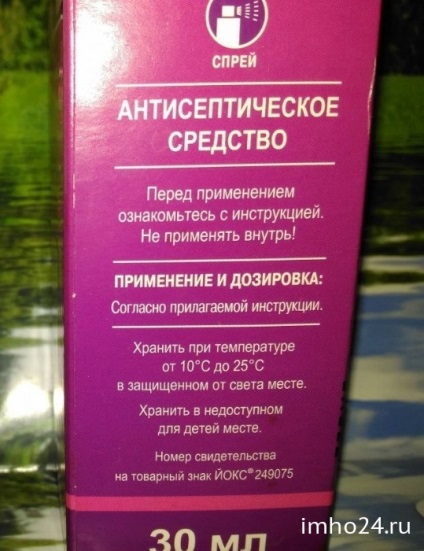 СПРЕЙ
АНТИСЕПТИЧЕСКОЕ
СРЕДСТВО
Перед применением
ознакомьтесь с инструкцией.
Не применять внутрь!
ПРИМЕНЕНИЕ И ДОЗИРОВКА:
Согласно прилагаемой инструкции.
Хранить при температуре
от 10°С до 25°С
в защищенном от света месте.
Хранить в недоступном
для детей месте.
Номер свидетельства
на товарный знак ЙОКС® 249075
30 мл
imho24.ru